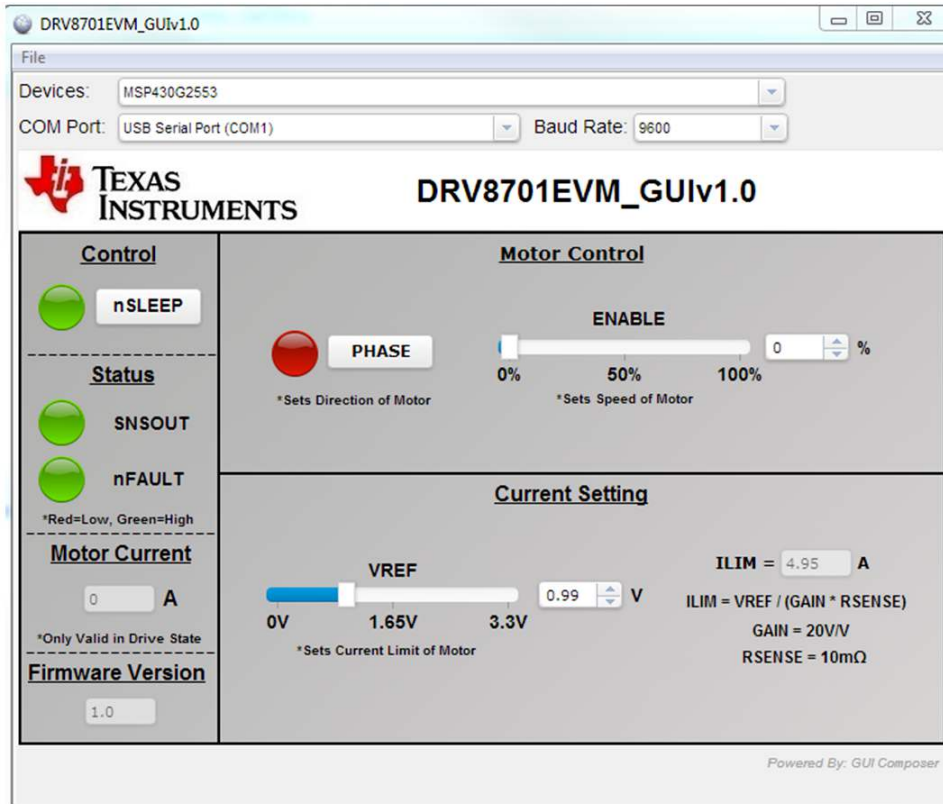 DRV8701EVM_GUIv1.0
File
Devices: MSP430G2553
COM Port: USB Serial Port (COM1) Baud Rate: 9600
TEXAS INSTRUMENTS
DRV8701EVM_GUIv1.0
Control
nSLEEP
Status
SNSOUT
nFAULT
*Red=Low, Green=High
Motor Current
0 A
*Only Valid in Drive State
Firmware Version
1.0
Motor Control
PHASE
*Sets Direction of Motor
ENABLE
0 %
0% 50% 100%
*Sets Speed of Motor
Current Setting
VREF
0.99 V
0V 1.65V 3.3V
*Sets Current Limit of Motor
ILIM = 4.95 A
ILIM = VREF / (GAIN * RSENSE)
GAIN = 20V/V
RSENSE = 10mΩ
Powered By: GUI Composer